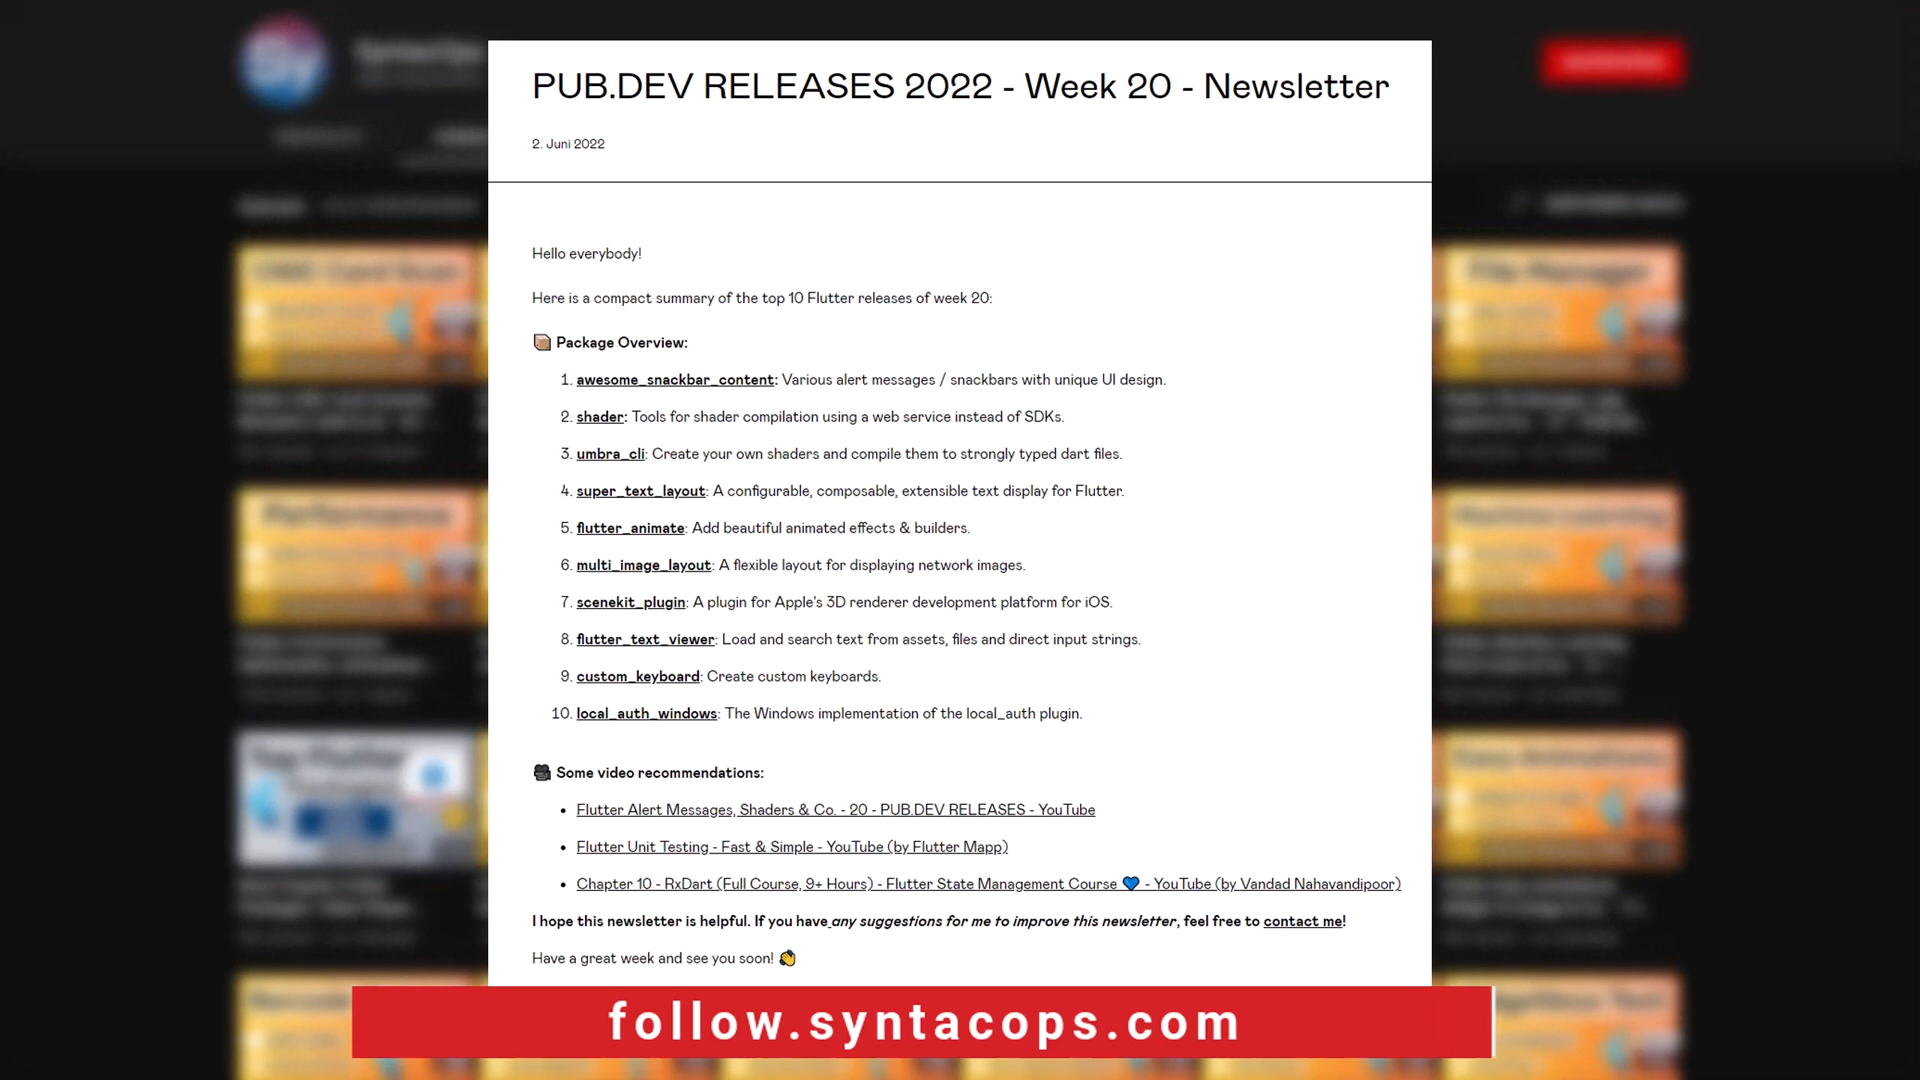 PUB.DEV RELEASES 2022 - Week 20 - Newsletter
2. Juni 2022
Hello everybody!
Here is a compact summary of the top 10 Flutter releases of week 20:
📦 Package Overview:
1. awesome_snackbar_content: Various alert messages / snackbars with unique UI design.
2. shader: Tools for shader compilation using a web service instead of SDKs.
3. umbra_cli: Create your own shaders and compile them to strongly typed dart files.
4. super_text_layout: A configurable, composable, extensible text display for Flutter.
5. flutter_animate: Add beautiful animated effects & builders.
6. multi_image_layout: A flexible layout for displaying network images.
7. scenekit_plugin: A plugin for Apple's 3D renderer development platform for iOS.
8. flutter_text_viewer: Load and search text from assets, files and direct input strings.
9. custom_keyboard: Create custom keyboards.
10. local_auth_windows: The Windows implementation of the local_auth plugin.
🎥 Some video recommendations:
• Flutter Alert Messages, Shaders & Co. - 20 - PUB.DEV RELEASES - YouTube
• Flutter Unit Testing - Fast & Simple - YouTube (by Flutter Mapp)
• Chapter 10 - RxDart (Full Course, 9+ Hours) - Flutter State Management Course 💙 - YouTube (by Vandad Nahavandipoor)
I hope this newsletter is helpful. If you have any suggestions for me to improve this newsletter, feel free to contact me!
Have a great week and see you soon! 👋
follow.syntacops.com
File Manager
Performance
Machine Learning
Top Flutter
Easy Animations